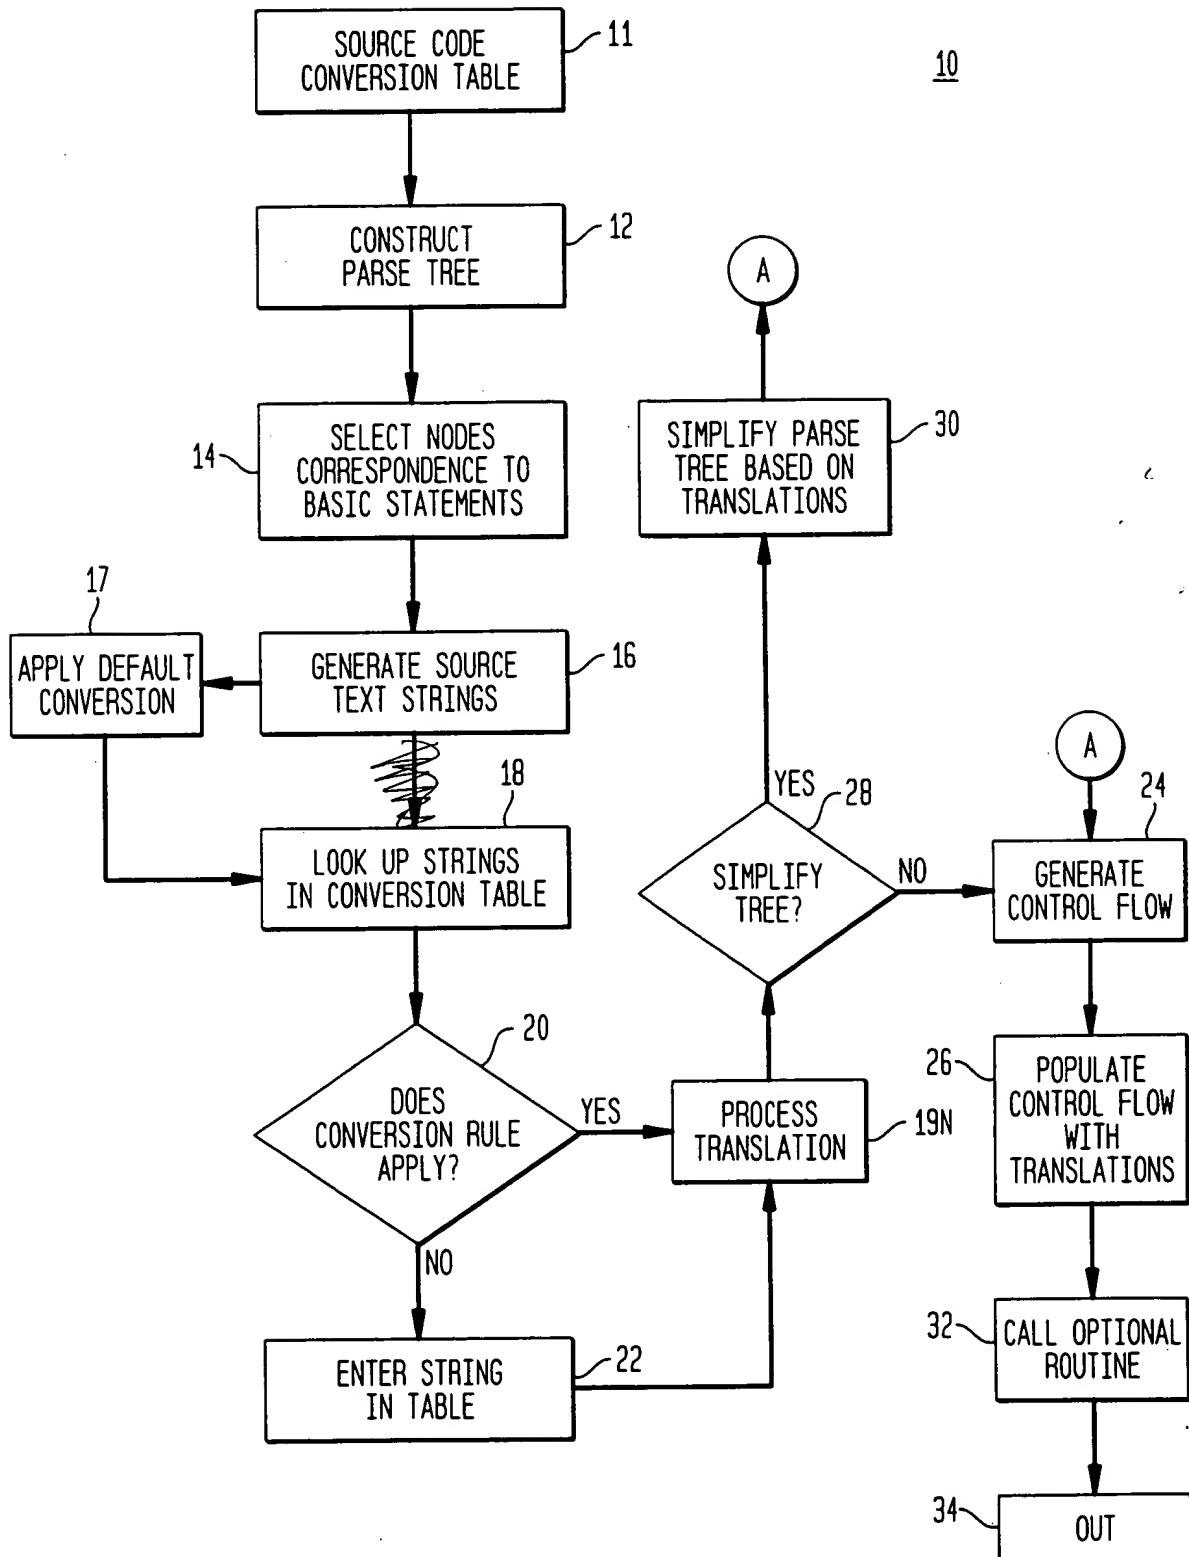 10
11
SOURCE CODE
CONVERSION TABLE
12
CONSTRUCT
PARSE TREE
14
SELECT NODES
CORRESPONDENCE TO
BASIC STATEMENTS
16
GENERATE SOURCE
TEXT STRINGS
17
APPLY DEFAULT
CONVERSION
18
LOOK UP STRINGS
IN CONVERSION TABLE
20
DOES
CONVERSION RULE
APPLY?
YES
NO
22
ENTER STRING
IN TABLE
PROCESS
TRANSLATION
19N
28
SIMPLIFY
TREE?
YES
NO
30
SIMPLIFY PARSE
TREE BASED ON
TRANSLATIONS
A
A
24
GENERATE
CONTROL FLOW
26
POPULATE
CONTROL FLOW
WITH
TRANSLATIONS
32
CALL OPTIONAL
ROUTINE
34
OUT